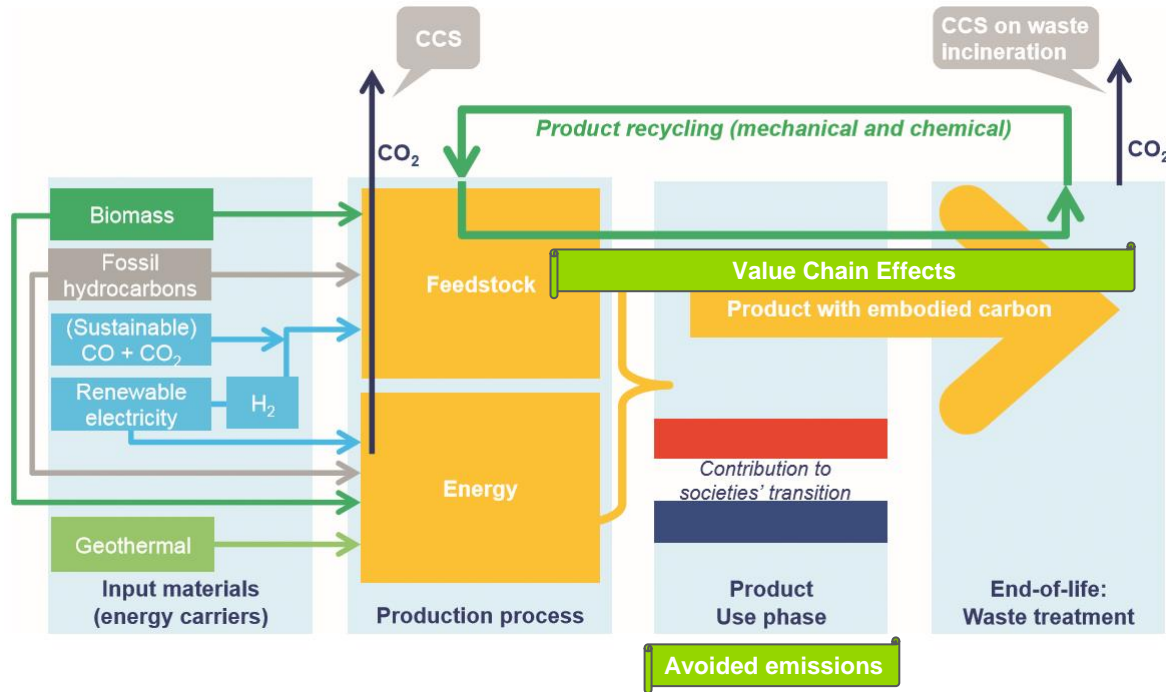 CCS
CCS on waste
incineration
Product recycling (mechanical and chemical)
CO₂
CO₂
Biomass
Fossil
hydrocarbons
(Sustainable)
CO + CO₂
Renewable
electricity
H₂
Geothermal
Feedstock
Energy
Value Chain Effects
Product with embodied carbon
Contribution to
societies' transition
Input materials
(energy carriers)
Production process
Product
Use phase
End-of-life:
Waste treatment
Avoided emissions